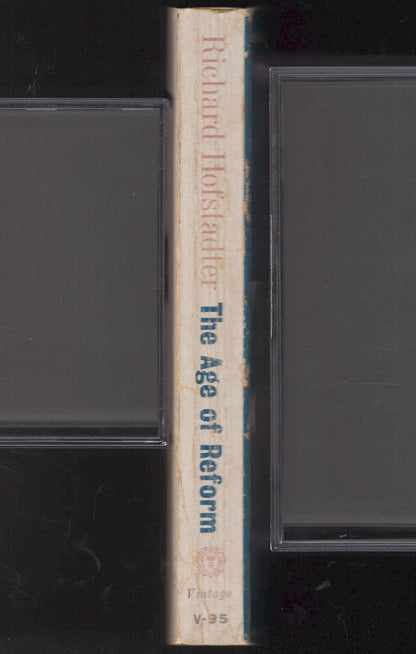 Richard Hofstadter The Age of Reform
Vintage
V-95